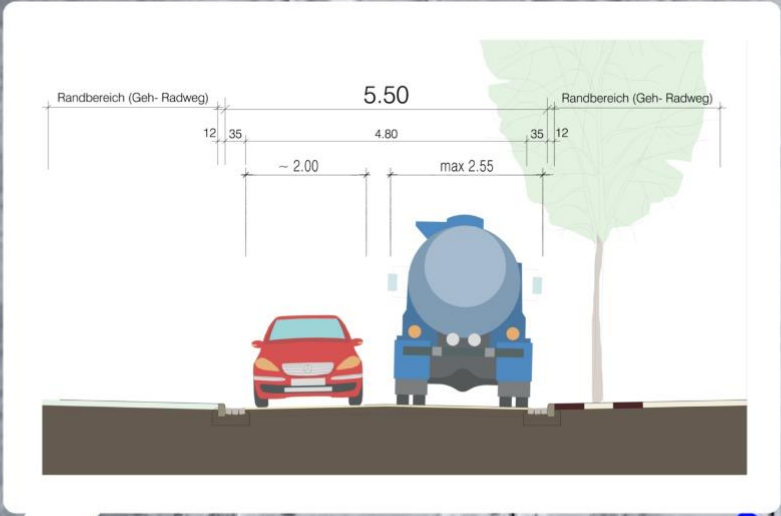 5.50
Randbereich (Geh- Radweg)
Randbereich (Geh- Radweg)
12 35 4.80 35 12
~ 2.00 max 2.55